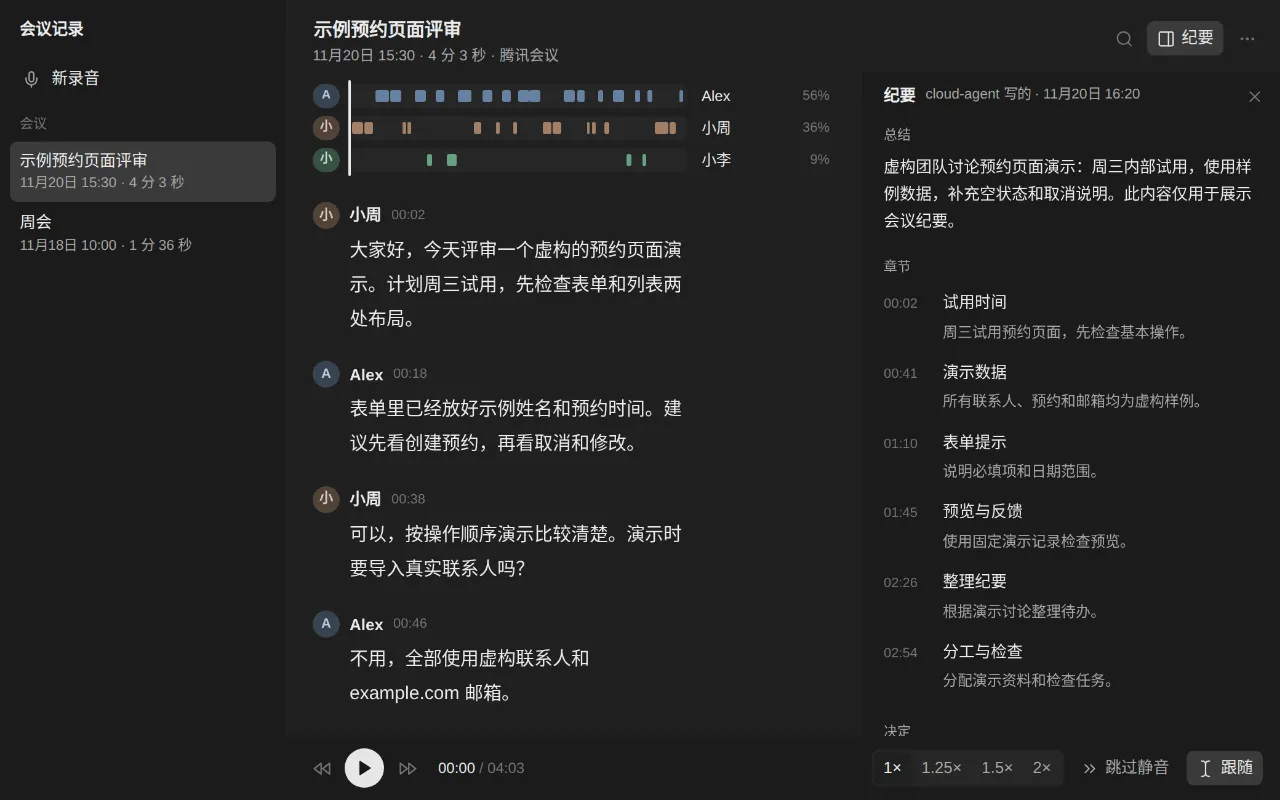 会议记录
新录音
会议
示例预约页面评审
11月20日 15:30 · 4 分 3 秒
周会
11月18日 10:00 · 1 分 36 秒
示例预约页面评审
11月20日 15:30 · 4 分 3 秒 · 腾讯会议
纪要
A Alex 56%
小 小周 36%
小 小李 9%
小 小周 00:02
大家好，今天评审一个虚构的预约页面演
示。计划周三试用，先检查表单和列表两
处布局。
A Alex 00:18
表单里已经放好示例姓名和预约时间。建
议先看创建预约，再看取消和修改。
小 小周 00:38
可以，按操作顺序演示比较清楚。演示时
要导入真实联系人吗？
A Alex 00:46
不用，全部使用虚构联系人和
example.com 邮箱。
纪要 cloud-agent 写的 · 11月20日 16:20
总结
虚构团队讨论预约页面演示：周三内部试用，使用样
例数据，补充空状态和取消说明。此内容仅用于展示
会议纪要。
章节
00:02 试用时间
周三试用预约页面，先检查基本操作。
00:41 演示数据
所有联系人、预约和邮箱均为虚构样例。
01:10 表单提示
说明必填项和日期范围。
01:45 预览与反馈
使用固定演示记录检查预览。
02:26 整理纪要
根据演示讨论整理待办。
02:54 分工与检查
分配演示资料和检查任务。
决定
00:00 / 04:03
1× 1.25× 1.5× 2× 跳过静音 跟随